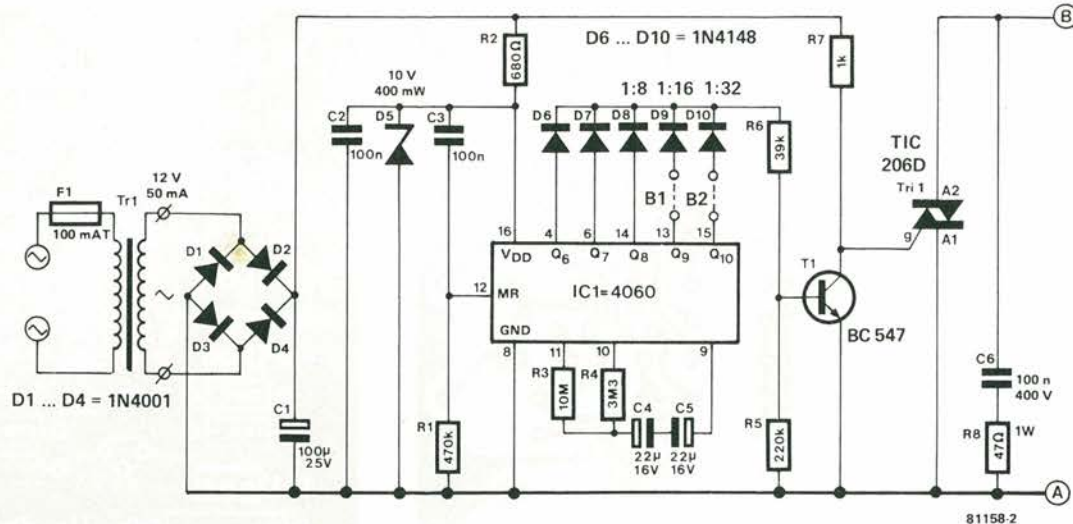 B
R2
680Ω
D6 ... D10 = 1N4148
R7
1k
10 V
400 mW
1:8 1:16 1:32
C2
100n
D5
C3
100n
D6
D7
D8
D9
D10
R6
39k
TIC
206D
Tri 1
A2
A1
g
F1
100 mAT
Tr1
12 V
50 mA
B1
B2
D1
D2
D3
D4
16
4
6
14
13
15
VDD
Q6
Q7
Q8
Q9
Q10
12
MR
IC1=4060
GND
8
11
10
9
T1
BC 547
D1 ... D4 = 1N4001
C1
100µ
25V
R1
470k
R3
10M
R4
3M3
C4
22µ
16V
C5
22µ
16V
R5
220k
C6
100 n
400 V
R8
47Ω
1W
A
81158-2